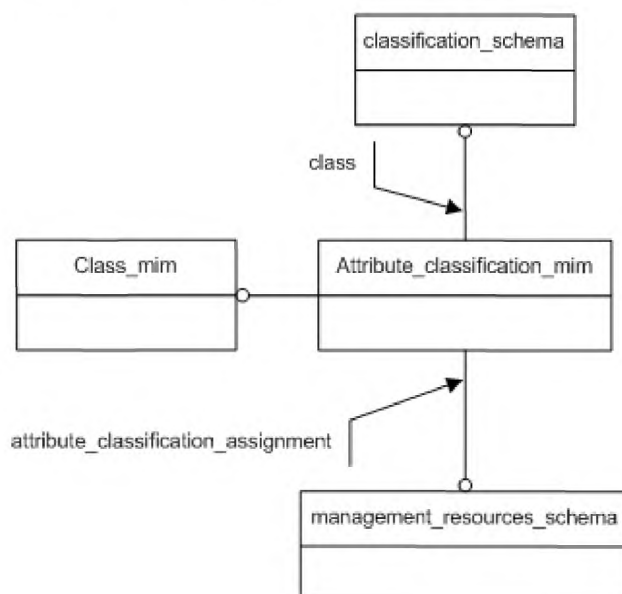 classification_schema
class
Class_mim
Attribute_classification_mim
attribute_classification_assignment
management_resources_schema